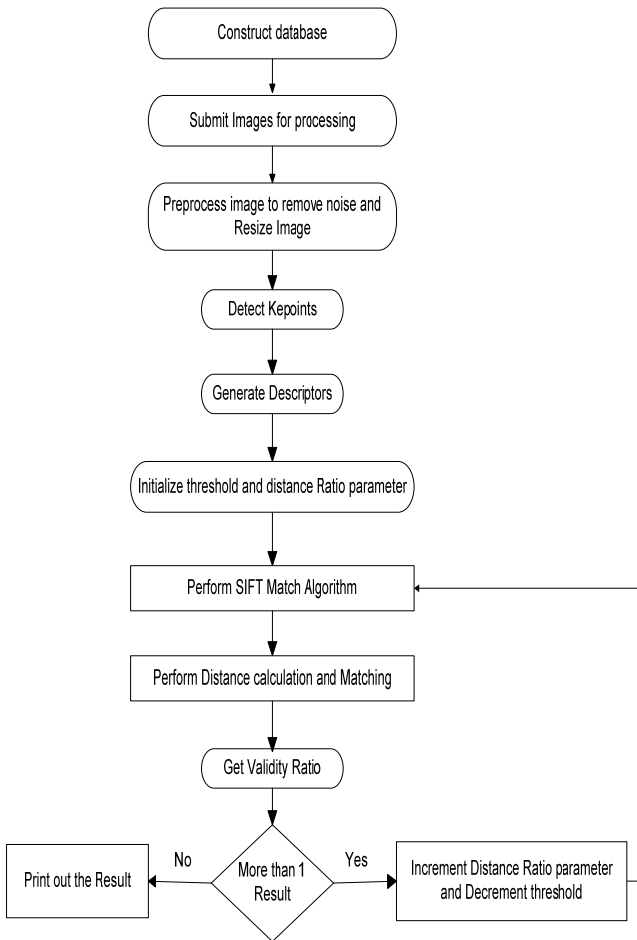 Construct database
Submit Images for processing
Preprocess image to remove noise and
Resize Image
Detect Kepoints
Generate Descriptors
Initialize threshold and distance Ratio parameter
Perform SIFT Match Algorithm
Perform Distance calculation and Matching
Get Validity Ratio
More than 1
Result
No
Yes
Print out the Result
Increment Distance Ratio parameter
and Decrement threshold